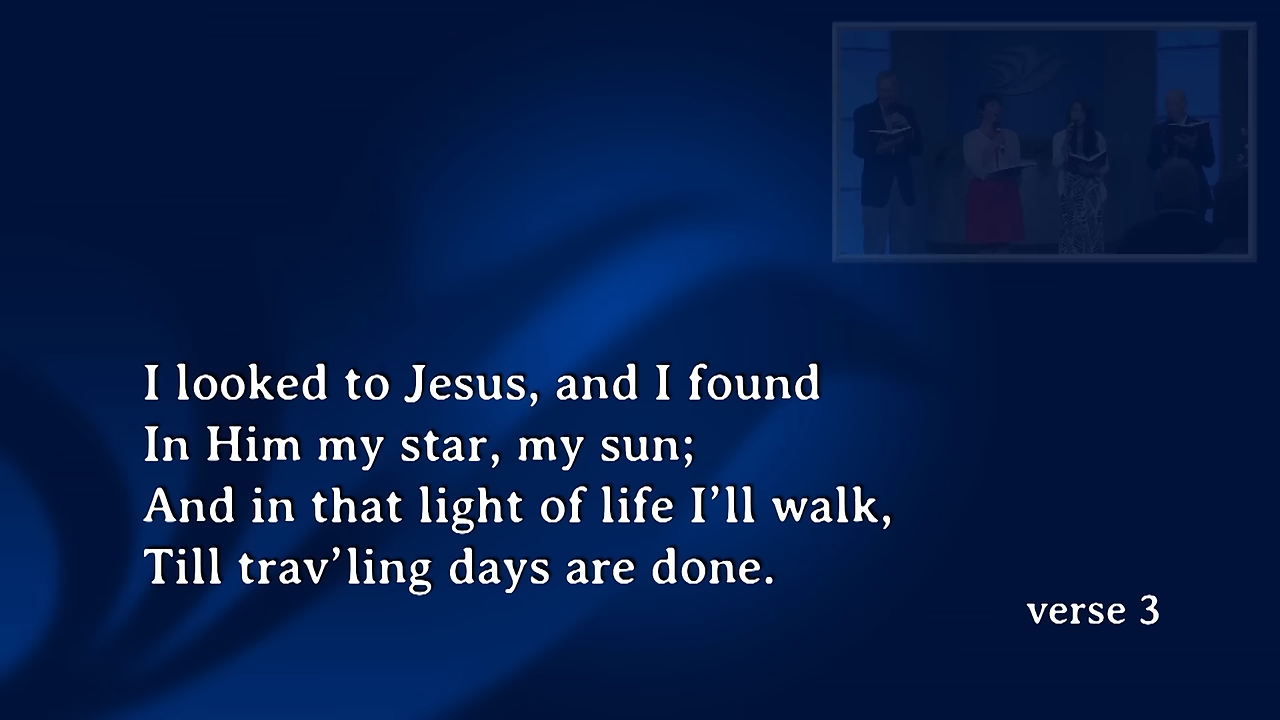 I looked to Jesus, and I found
In Him my star, my sun;
And in that light of life I’ll walk,
Till trav’ling days are done.
verse 3